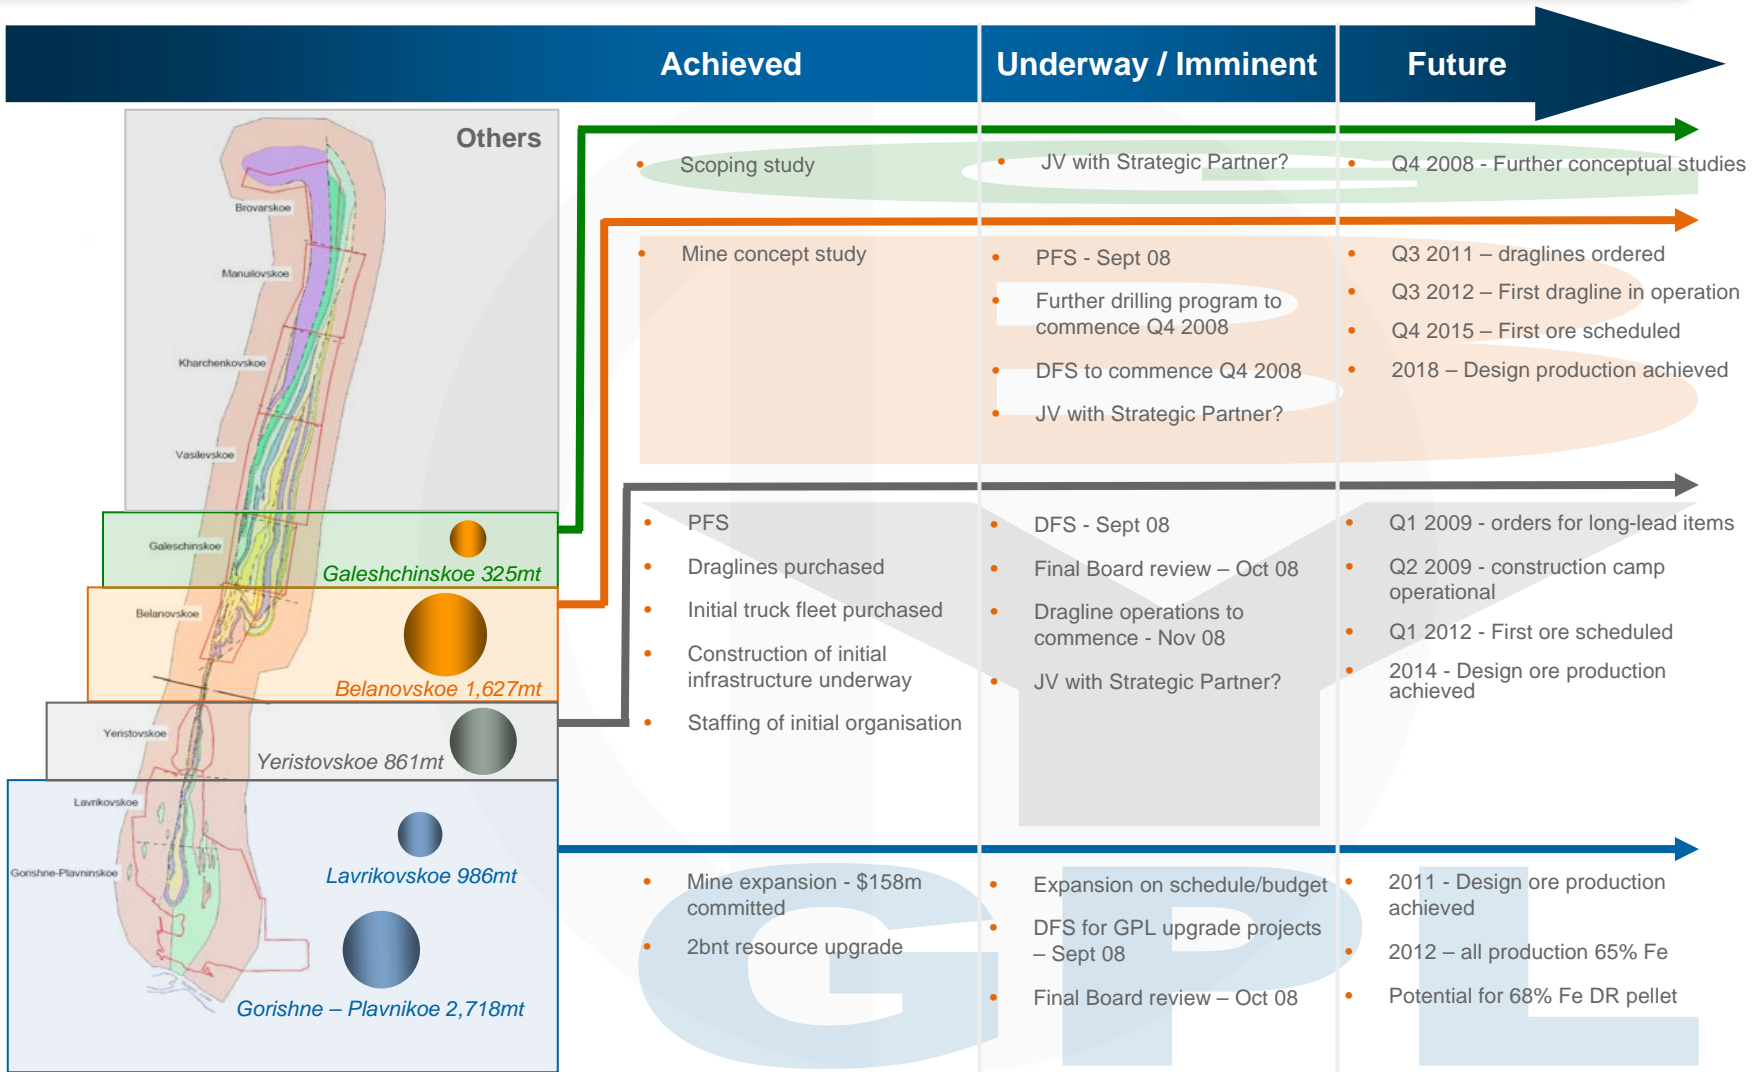 Achieved
Underway / Imminent
Future
Others
Brovarskoe
Manuilovskoe
Kharchenkovskoe
Vasilevskoe
Galeschinskoe
Galeshchinskoe 325mt
Belanovskoe
Belanovskoe 1,627mt
Yeristovskoe
Yeristovskoe 861mt
Lavrikovskoe
Lavrikovskoe 986mt
Gorishne-Plavninskoe
Gorishne – Plavnikoe 2,718mt
• Scoping study
• JV with Strategic Partner?
• Q4 2008 - Further conceptual studies
• Mine concept study
• PFS - Sept 08
• Further drilling program to
commence Q4 2008
• DFS to commence Q4 2008
• JV with Strategic Partner?
• Q3 2011 – draglines ordered
• Q3 2012 – First dragline in operation
• Q4 2015 – First ore scheduled
• 2018 – Design production achieved
B
• PFS
• Draglines purchased
• Initial truck fleet purchased
• Construction of initial
infrastructure underway
• Staffing of initial organisation
• DFS - Sept 08
• Final Board review – Oct 08
• Dragline operations to
commence - Nov 08
• JV with Strategic Partner?
• Q1 2009 - orders for long-lead items
• Q2 2009 - construction camp
operational
• Q1 2012 - First ore scheduled
• 2014 - Design ore production
achieved
Y
• Mine expansion - $158m
committed
• 2bnt resource upgrade
• Expansion on schedule/budget
• DFS for GPL upgrade projects
– Sept 08
• Final Board review – Oct 08
• 2011 - Design ore production
achieved
• 2012 – all production 65% Fe
• Potential for 68% Fe DR pellet
GPL